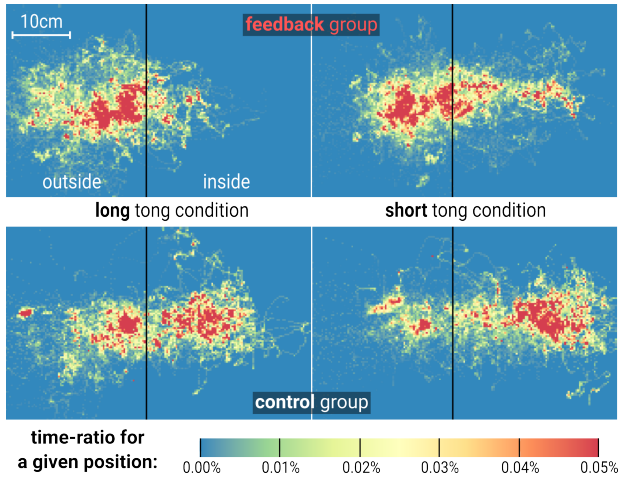 10cm
feedback group
outside
inside
long tong condition
short tong condition
control group
time-ratio for
a given position:
0.00%
0.01%
0.02%
0.03%
0.04%
0.05%